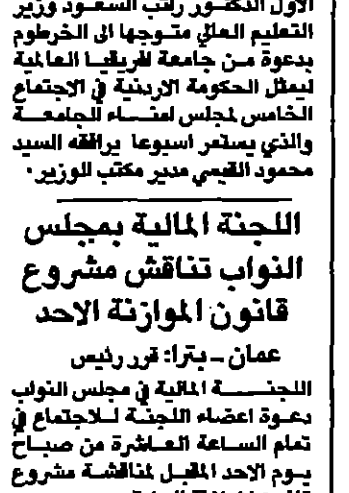 الاول الدكتور راتب السعود وزير
التعليم العالي متوجها الى الخرطوم
بدعوة من جامعة افريقيا العالمية
ليمثل الحكومة الاردنية في الاجتماع
الخامس لمجلس امناء الجامعة
والذي يستمر اسبوعا يرافقه السيد
محمود القيمي مدير مكتب الوزير.
اللجنة المالية بمجلس
النواب تناقش مشروع
قانون الموازنة الاحد
عمان - بترا: قرر رئيس
اللجنة المالية في مجلس النواب
دعوة اعضاء اللجنة للاجتماع في
تمام الساعة العاشرة من صباح
يوم الاحد المقبل لمناقشة مشروع